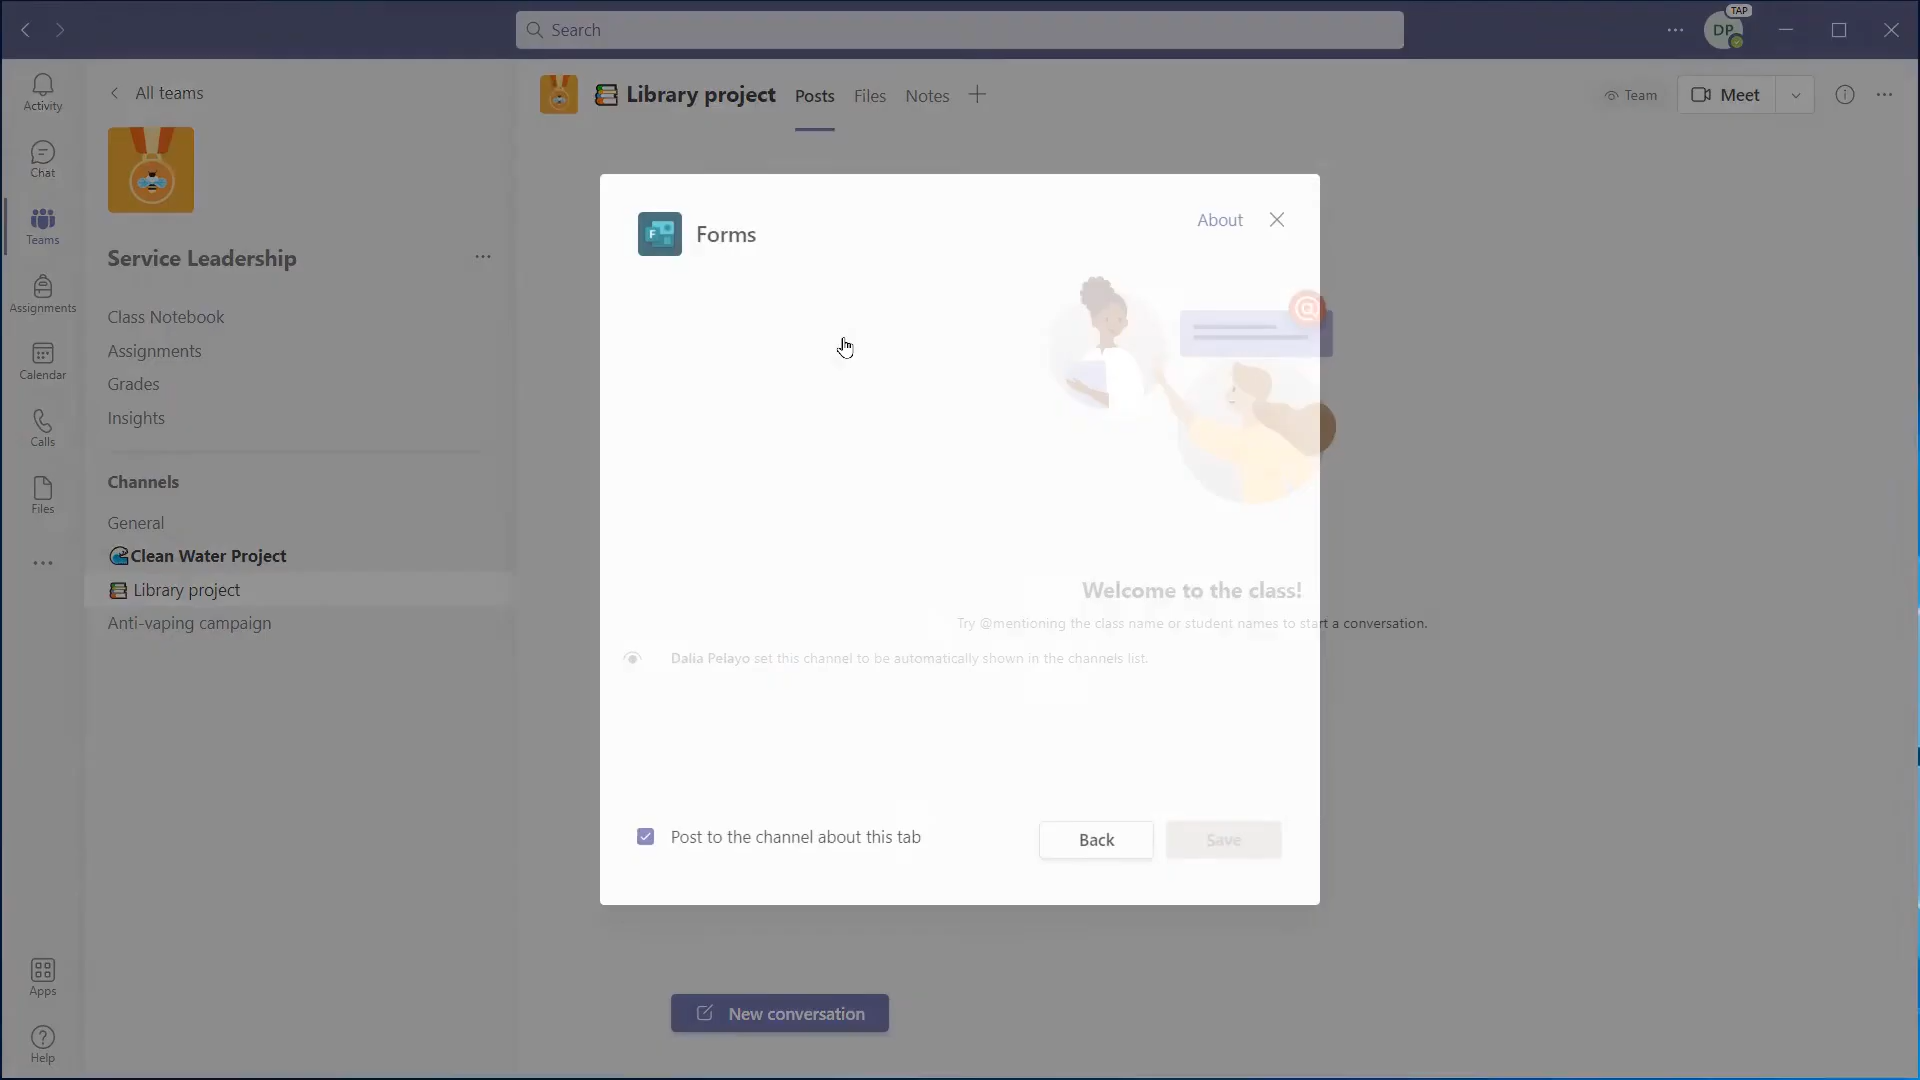 Search
TAP
DP
Activity
Chat
Teams
Assignments
Calendar
Calls
Files
Apps
Help
All teams
Service Leadership
Class Notebook
Assignments
Grades
Insights
Channels
General
Clean Water Project
Library project
Anti-vaping campaign
Library project
Posts
Files
Notes
Team
Meet
F
Forms
About
@
Welcome to the class!
Try @mentioning the class name or student names to start a conversation.
Dalia Pelayo set this channel to be automatically shown in the channels list.
Post to the channel about this tab
Back
Save
New conversation